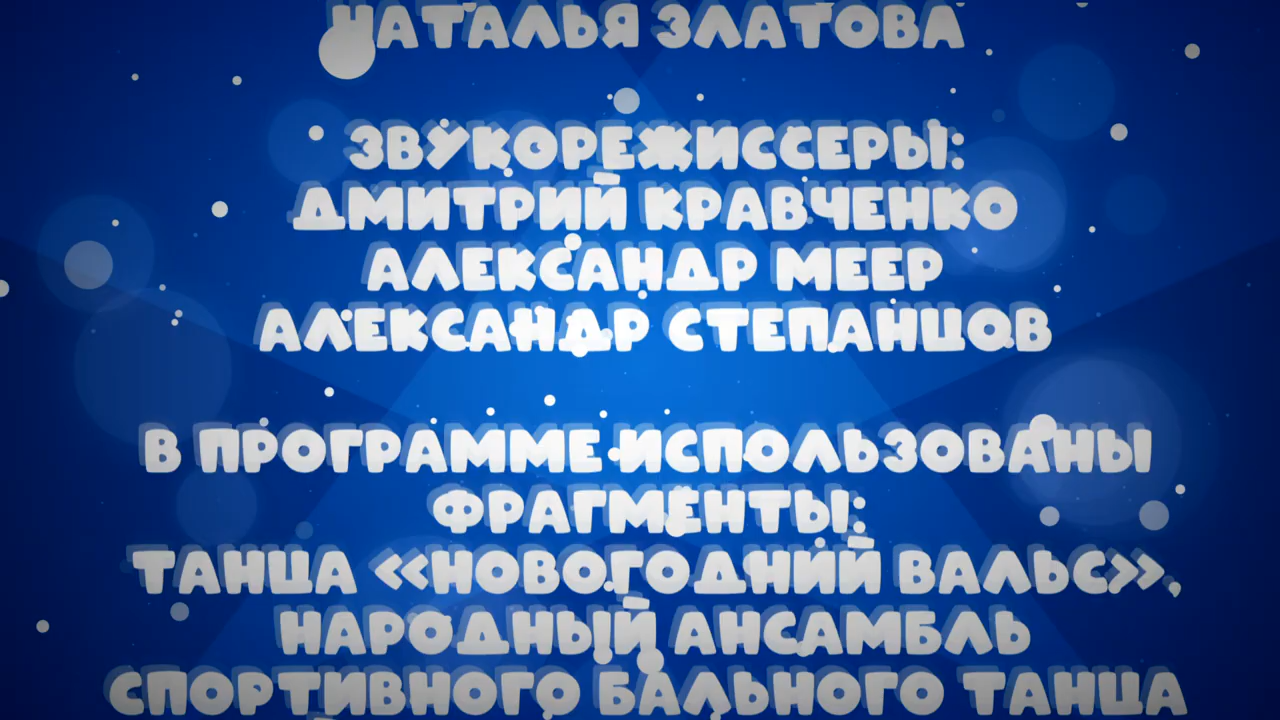 НАТАЛЬЯ ЗЛАТОВА
ЗВУКОРЕЖИССЕРЫ:
ДМИТРИЙ КРАВЧЕНКО
АЛЕКСАНДР МЕЕР
АЛЕКСАНДР СТЕПАНЦОВ
В ПРОГРАММЕ ИСПОЛЬЗОВАНЫ
ФРАГМЕНТЫ:
ТАНЦА «НОВОГОДНИЙ ВАЛЬС»,
НАРОДНЫЙ АНСАМБЛЬ
СПОРТИВНОГО БАЛЬНОГО ТАНЦА